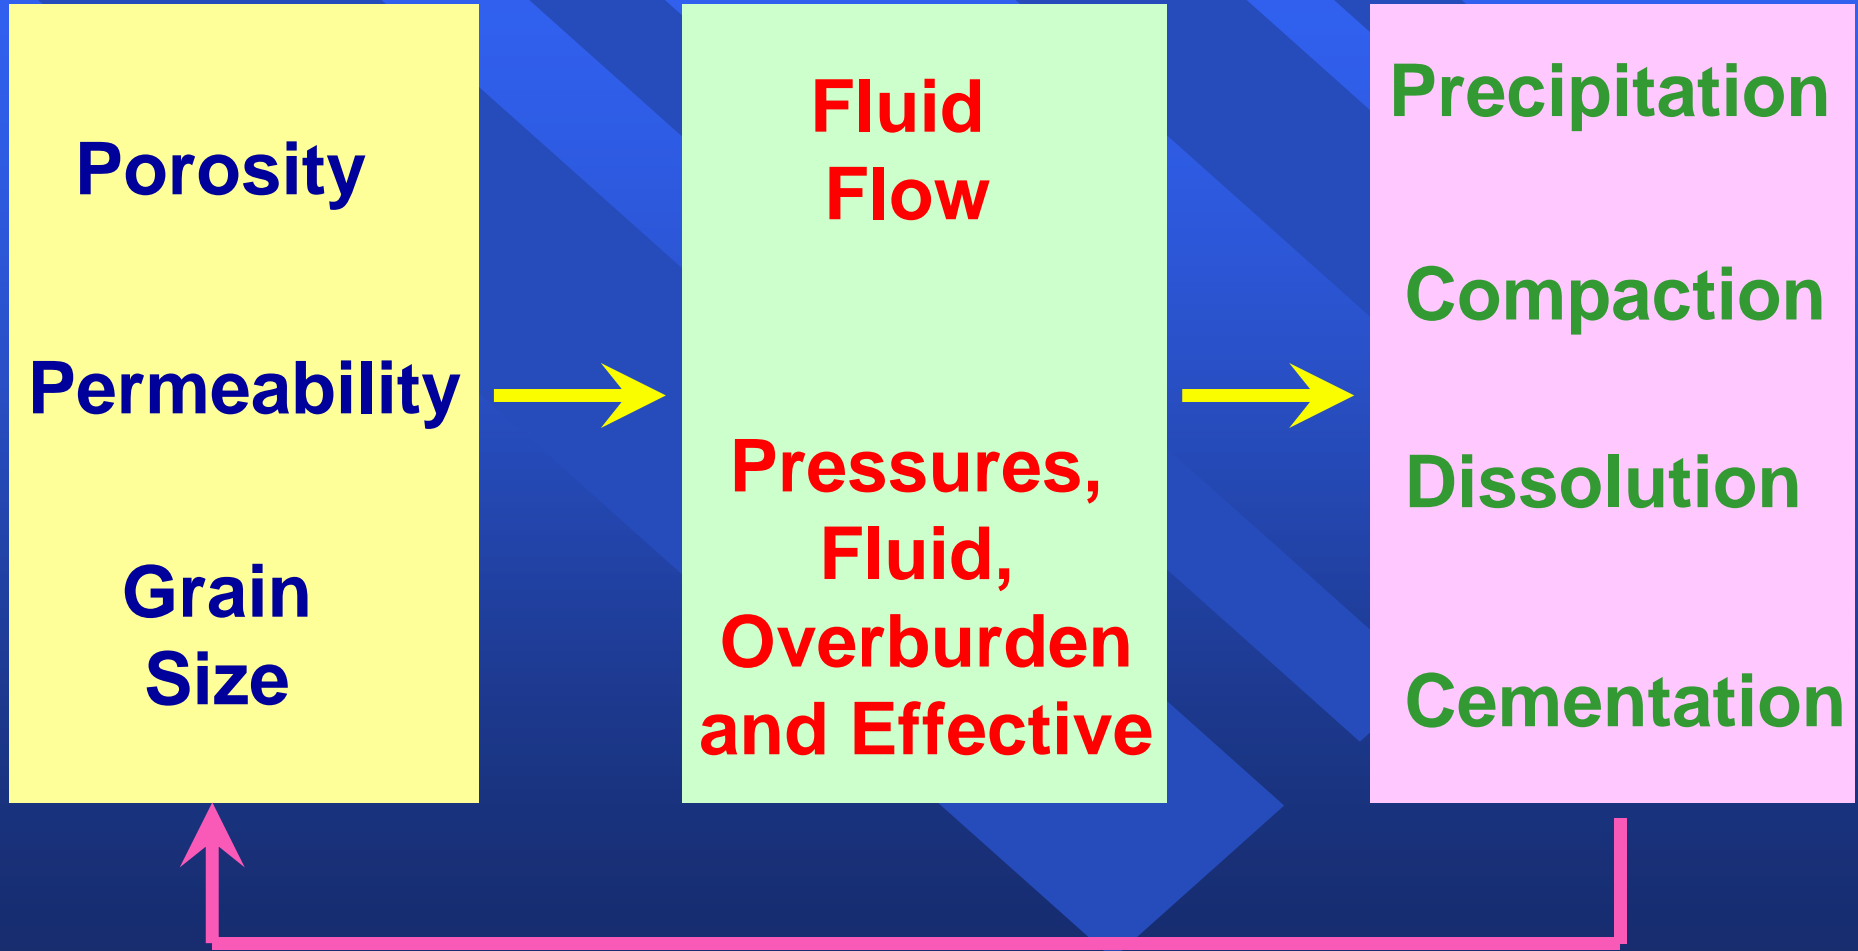 Porosity
Permeability
Grain
Size
Fluid
Flow
Pressures,
Fluid,
Overburden
and Effective
Precipitation
Compaction
Dissolution
Cementation